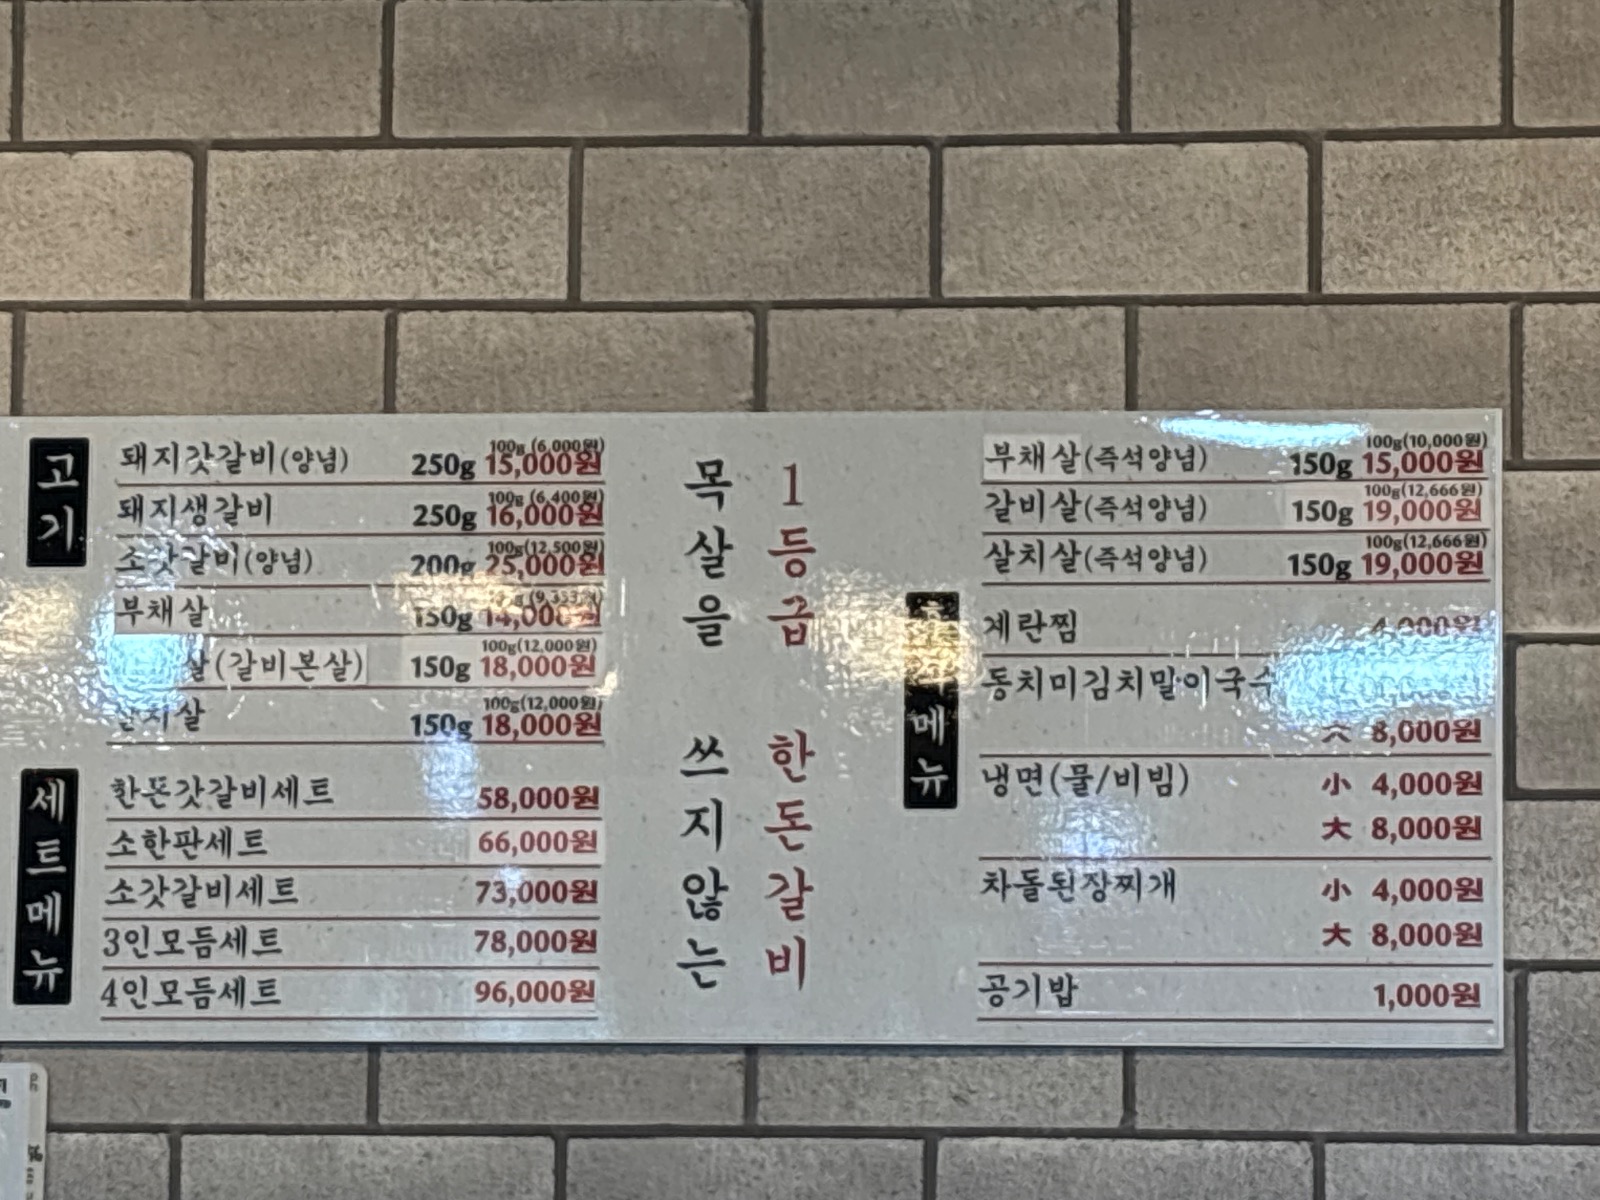 고기
돼지갓갈비(양념) 250g 100g (6,000원) 15,000원
돼지생갈비 250g 100g (6,400원) 16,000원
소갓갈비(양념) 200g 100g(12,500원) 25,000원
부채살 150g 14,000원
살(갈비본살) 150g 100g(12,000원) 18,000원
살치살 150g 100g(12,000원) 18,000원
세트메뉴
한돈갓갈비세트 58,000원
소한판세트 66,000원
소갓갈비세트 73,000원
3인모듬세트 78,000원
4인모듬세트 96,000원
1등급 한돈갈비
목살을 쓰지않는
부채살(즉석양념) 150g 100g(10,000원) 15,000원
갈비살(즉석양념) 150g 100g(12,666원) 19,000원
살치살(즉석양념) 150g 100g(12,666원) 19,000원
메뉴
계란찜 4,000원
동치미김치말이국수
大 8,000원
냉면(물/비빔) 小 4,000원
大 8,000원
차돌된장찌개 小 4,000원
大 8,000원
공기밥 1,000원